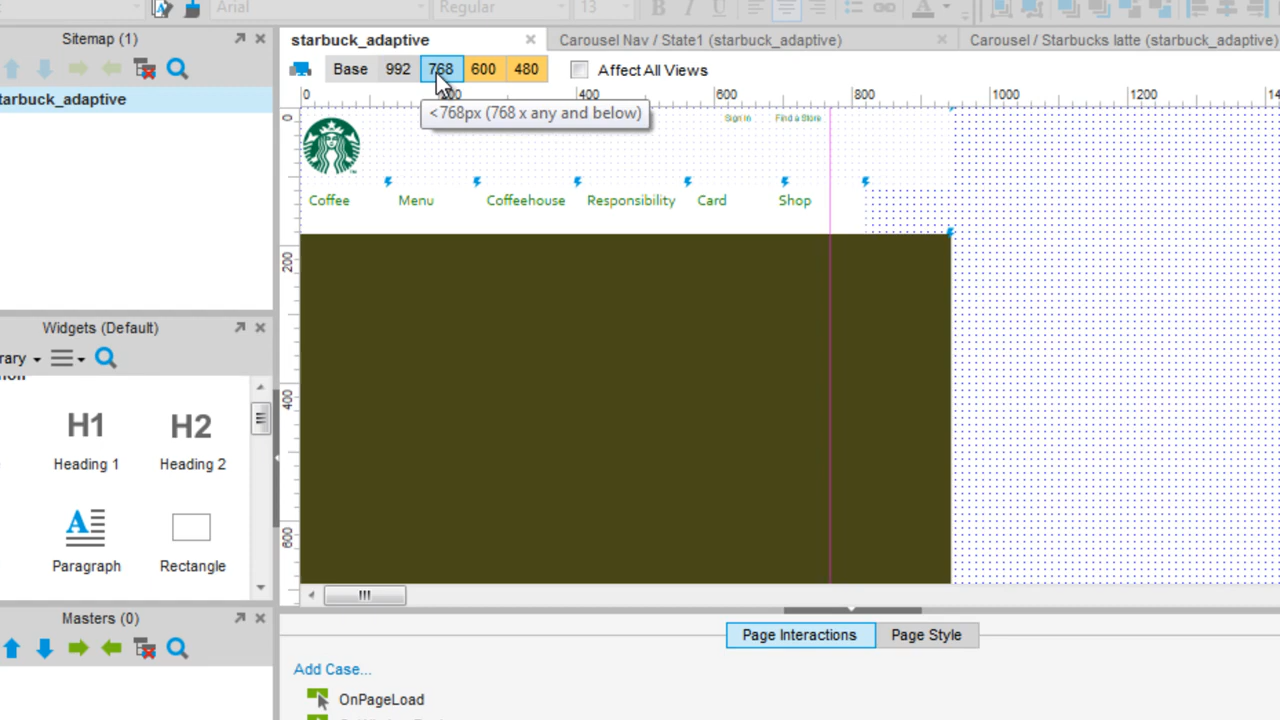 Arial
Regular
13
B I U
A
Sitemap (1)
starbuck_adaptive
Carousel Nav / State1 (starbuck_adaptive)
Carousel / Starbucks latte (starbuck_adaptive)
Base 992 768 600 480
Affect All Views
tarbuck_adaptive
0 200 400 600 800 1000 1200 14
<768px (768 x any and below)
Sign In
Find a Store
Coffee
Menu
Coffeehouse
Responsibility
Card
Shop
0
200
400
600
Widgets (Default)
rary
H1
H2
Heading 1
Heading 2
A
Paragraph
Rectangle
Masters (0)
Page Interactions
Page Style
Add Case...
OnPageLoad